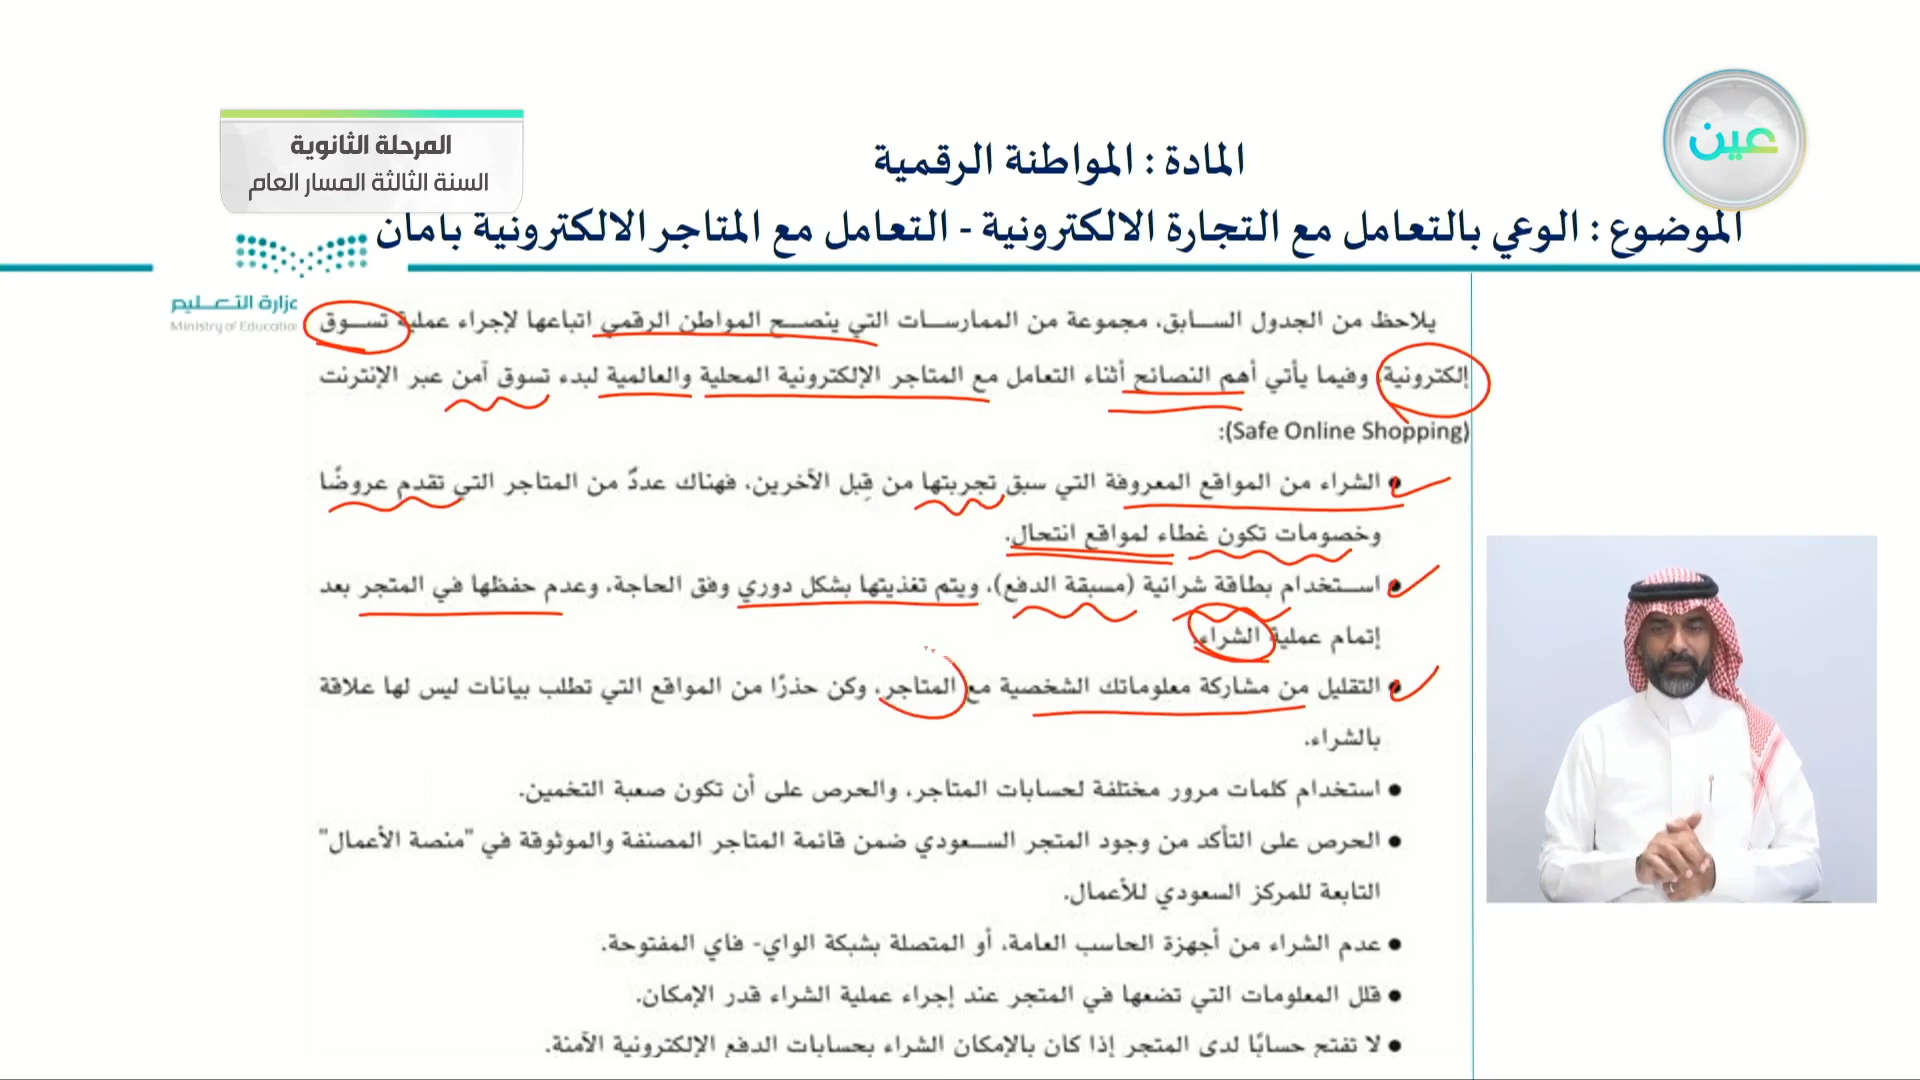 عين
المرحلة الثانوية
السنة الثالثة المسار العام
المادة : المواطنة الرقمية
الموضوع : الوعي بالتعامل مع التجارة الالكترونية - التعامل مع المتاجر الالكترونية بامان
وزارة التعليم
Ministry of Education
يلاحظ من الجدول السابق، مجموعة من الممارسات التي ينصح المواطن الرقمي اتباعها لإجراء عملية تسوق
إلكترونية، وفيما يأتي أهم النصائح أثناء التعامل مع المتاجر الإلكترونية المحلية والعالمية لبدء تسوق آمن عبر الإنترنت
(Safe Online Shopping):
● الشراء من المواقع المعروفة التي سبق تجربتها من قِبل الآخرين، فهناك عددٌ من المتاجر التي تقدم عروضًا
وخصومات تكون غطاء لمواقع انتحال.
● استخدام بطاقة شرائية (مسبقة الدفع)، ويتم تغذيتها بشكل دوري وفق الحاجة، وعدم حفظها في المتجر بعد
إتمام عملية الشراء.
● التقليل من مشاركة معلوماتك الشخصية مع المتاجر، وكن حذرًا من المواقع التي تطلب بيانات ليس لها علاقة
بالشراء.
● استخدام كلمات مرور مختلفة لحسابات المتاجر، والحرص على أن تكون صعبة التخمين.
● الحرص على التأكد من وجود المتجر السعودي ضمن قائمة المتاجر المصنفة والموثوقة في "منصة الأعمال"
التابعة للمركز السعودي للأعمال.
● عدم الشراء من أجهزة الحاسب العامة، أو المتصلة بشبكة الواي- فاي المفتوحة.
● قلل المعلومات التي تضعها في المتجر عند إجراء عملية الشراء قدر الإمكان.
● لا تفتح حسابًا لدى المتجر إذا كان بالإمكان الشراء بحسابات الدفع الإلكترونية الآمنة.